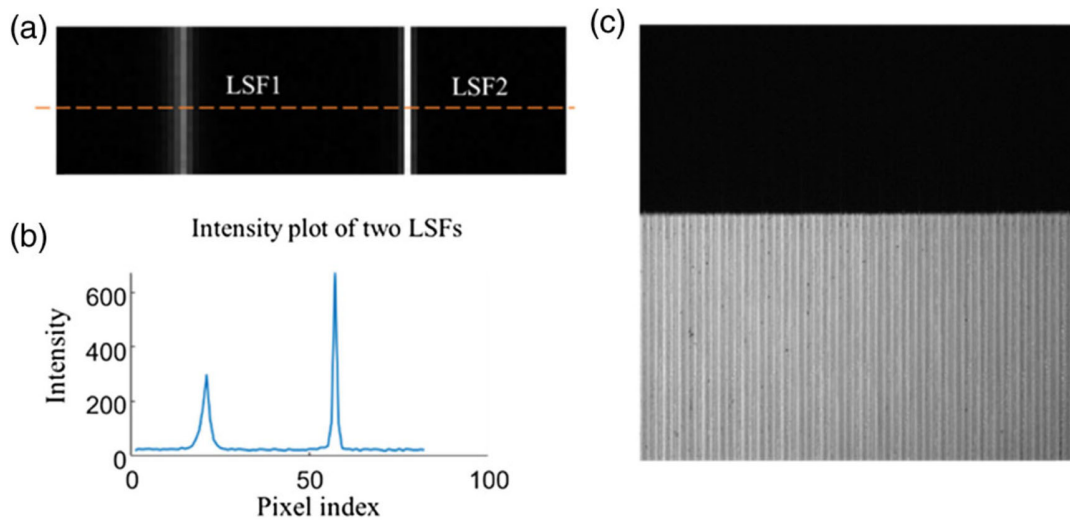 (a)
LSF1
LSF2
(b)
Intensity plot of two LSFs
Intensity
600
400
200
0
0
50
100
Pixel index
(c)